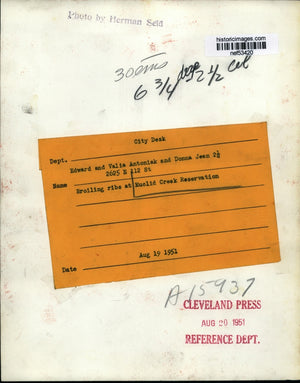 Photo by Herman Seid
historicimages.com
net53420
300ms
6 3/4 deep 2 1/2 col
City Desk
Dept.
Edward and Valia Antoniak and Donna Jean 2½
2625 E 112 St
Name
Broiling ribs at Euclid Creek Reservation
Aug 19 1951
Date
A15937
CLEVELAND PRESS
AUG 20 1951
REFERENCE DEPT.